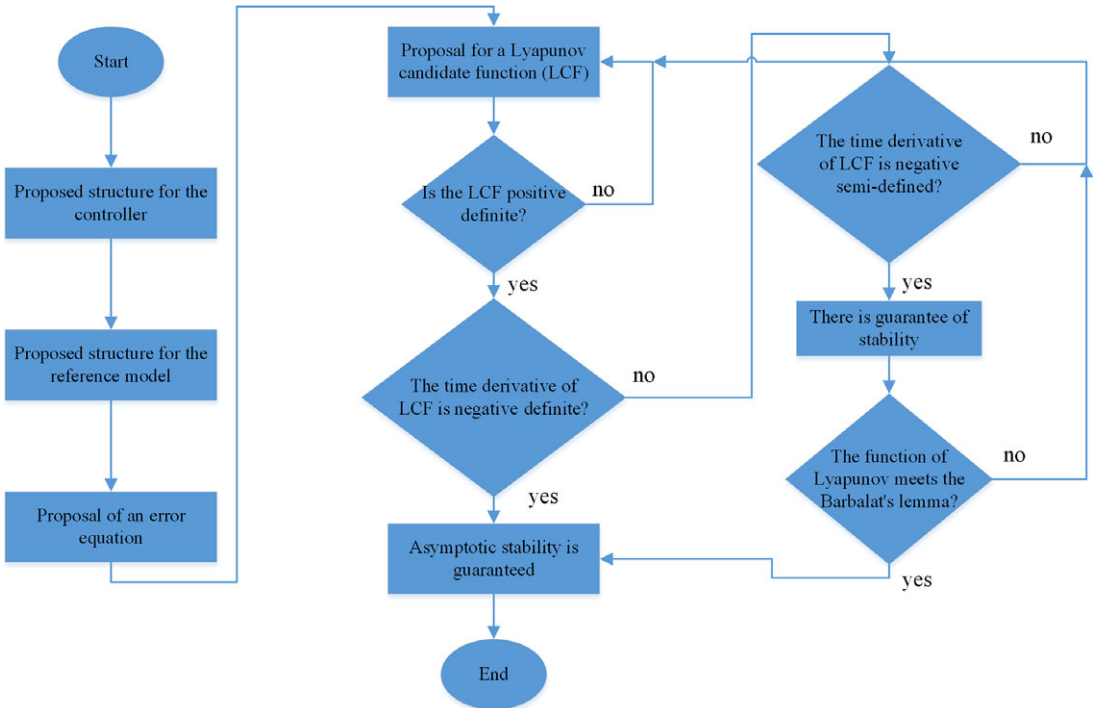 Start
Proposed structure for the
controller
Proposed structure for the
reference model
Proposal of an error
equation
Proposal for a Lyapunov
candidate function (LCF)
Is the LCF positive
definite?
no
yes
The time derivative of
LCF is negative definite?
no
yes
Asymptotic stability is
guaranteed
End
The time derivative
of LCF is negative
semi-defined?
no
yes
There is guarantee of
stability
The function of
Lyapunov meets the
Barbalat's lemma?
no
yes